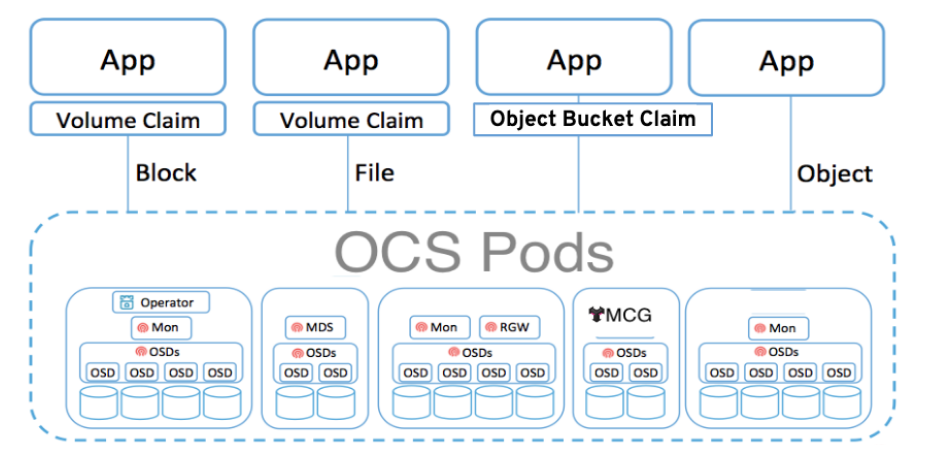 App App App App
Volume Claim Volume Claim Object Bucket Claim
Block File Object
OCS Pods
Operator
Mon MDS Mon RGW MCG Mon
OSDs OSDs OSDs OSDs OSDs
OSD OSD OSD OSD OSD OSD OSD OSD OSD OSD OSD OSD OSD OSD OSD OSD